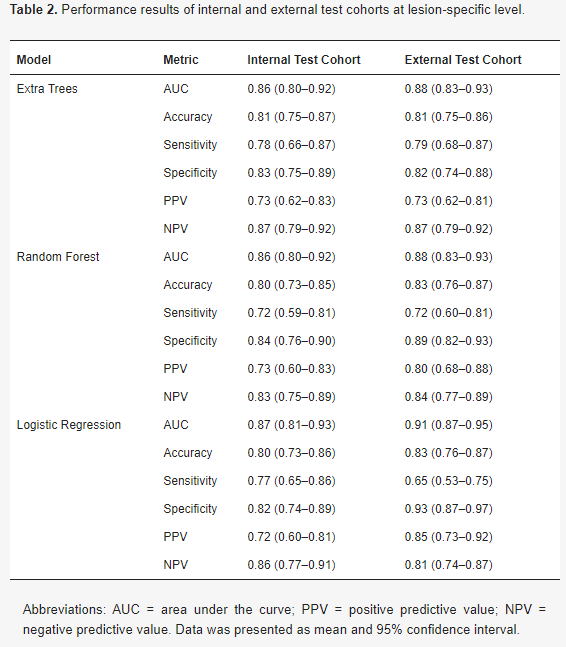 Table 2. Performance results of internal and external test cohorts at lesion-specific level.
Model Metric Internal Test Cohort External Test Cohort
Extra Trees AUC 0.86 (0.80–0.92) 0.88 (0.83–0.93)
Accuracy 0.81 (0.75–0.87) 0.81 (0.75–0.86)
Sensitivity 0.78 (0.66–0.87) 0.79 (0.68–0.87)
Specificity 0.83 (0.75–0.89) 0.82 (0.74–0.88)
PPV 0.73 (0.62–0.83) 0.73 (0.62–0.81)
NPV 0.87 (0.79–0.92) 0.87 (0.79–0.92)
Random Forest AUC 0.86 (0.80–0.92) 0.88 (0.83–0.93)
Accuracy 0.80 (0.73–0.85) 0.83 (0.76–0.87)
Sensitivity 0.72 (0.59–0.81) 0.72 (0.60–0.81)
Specificity 0.84 (0.76–0.90) 0.89 (0.82–0.93)
PPV 0.73 (0.60–0.83) 0.80 (0.68–0.88)
NPV 0.83 (0.75–0.89) 0.84 (0.77–0.89)
Logistic Regression AUC 0.87 (0.81–0.93) 0.91 (0.87–0.95)
Accuracy 0.80 (0.73–0.86) 0.83 (0.76–0.87)
Sensitivity 0.77 (0.65–0.86) 0.65 (0.53–0.75)
Specificity 0.82 (0.74–0.89) 0.93 (0.87–0.97)
PPV 0.72 (0.60–0.81) 0.85 (0.73–0.92)
NPV 0.86 (0.77–0.91) 0.81 (0.74–0.87)
Abbreviations: AUC = area under the curve; PPV = positive predictive value; NPV =
negative predictive value. Data was presented as mean and 95% confidence interval.